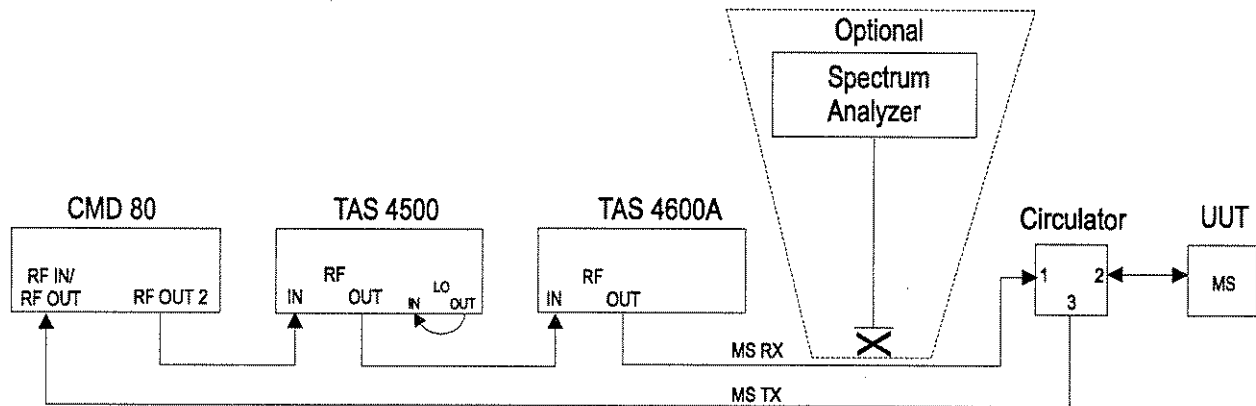 Optional
Spectrum
Analyzer
CMD 80
TAS 4500
TAS 4600A
Circulator
UUT
RF IN/
RF OUT
RF OUT 2
IN
RF
OUT
IN
LO
OUT
IN
RF
OUT
1
2
3
MS
MS RX
MS TX